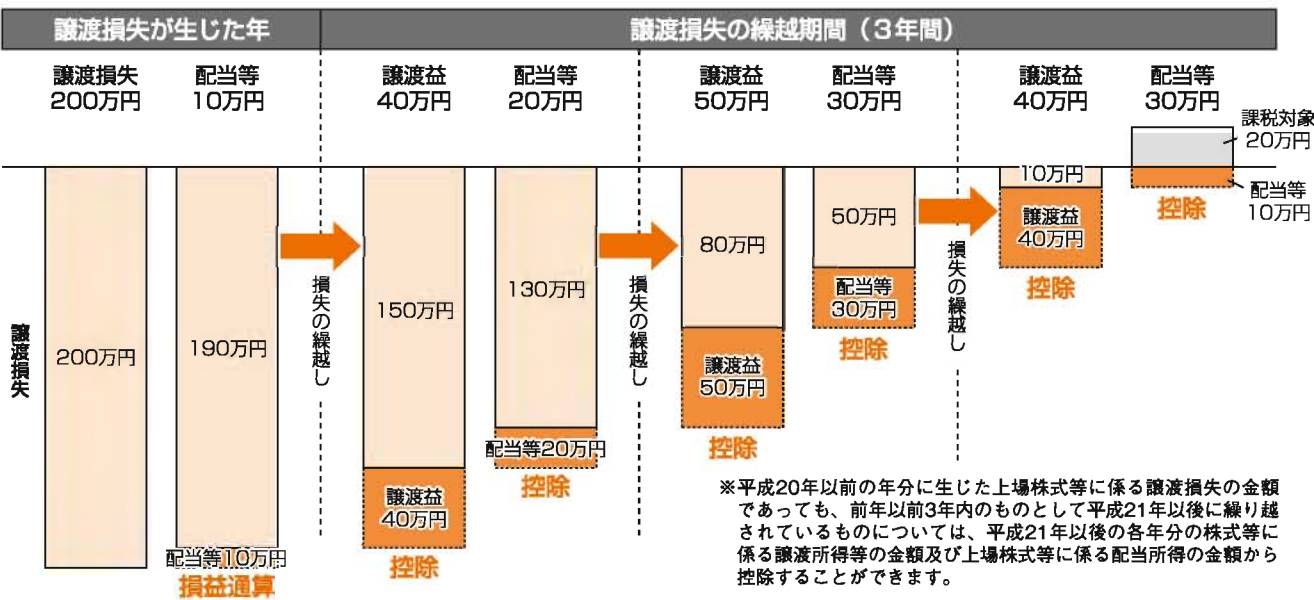 譲渡損失が生じた年
譲渡損失の繰越期間（3年間）
譲渡損失
200万円
配当等
10万円
譲渡益
40万円
配当等
20万円
譲渡益
50万円
配当等
30万円
譲渡益
40万円
配当等
30万円
課税対象
20万円
配当等
10万円
控除
譲渡損失
200万円
190万円
配当等10万円
損益通算
損失の繰越し
150万円
譲渡益
40万円
控除
130万円
配当等20万円
控除
損失の繰越し
80万円
譲渡益
50万円
控除
50万円
配当等
30万円
控除
損失の繰越し
10万円
譲渡益
40万円
控除
※平成20年以前の年分に生じた上場株式等に係る譲渡損失の金額
であっても、前年以前3年内のものとして平成21年以後に繰り越
されているものについては、平成21年以後の各年分の株式等に
係る譲渡所得等の金額及び上場株式等に係る配当所得の金額から
控除することができます。